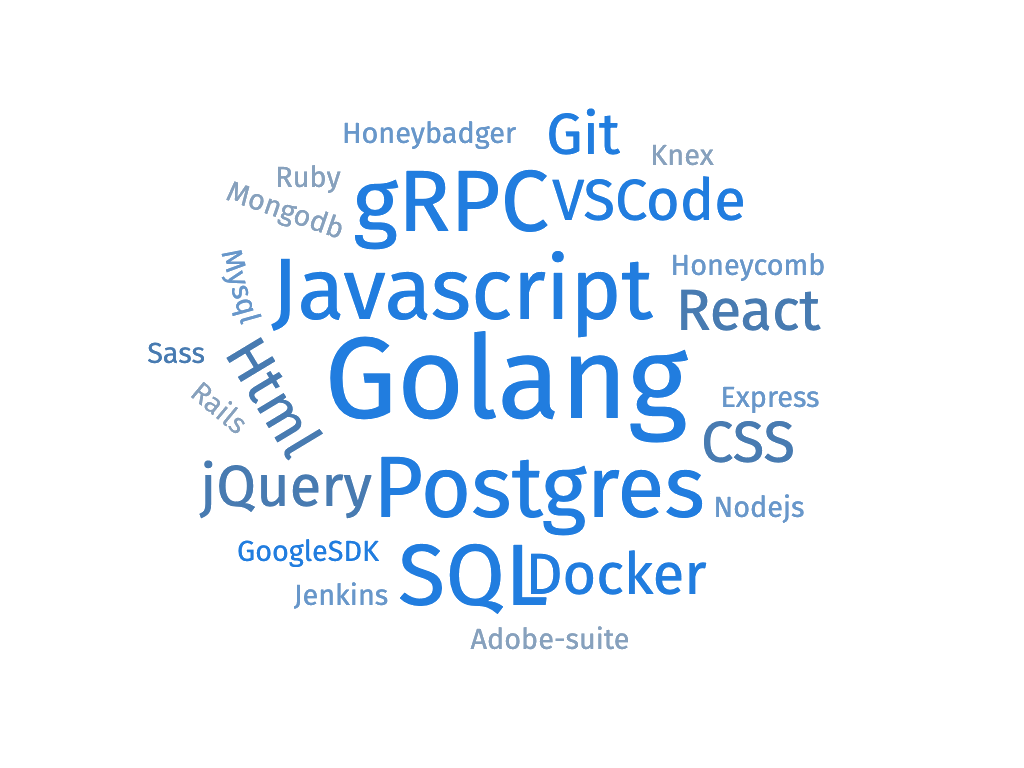 Honeybadger
Git
Knex
Ruby
gRPC
VSCode
Mongodb
Javascript
Honeycomb
Mysql
React
Golang
Sass
Html
Rails
Express
CSS
jQuery
Postgres
Nodejs
GoogleSDK
SQL
Docker
Jenkins
Adobe-suite